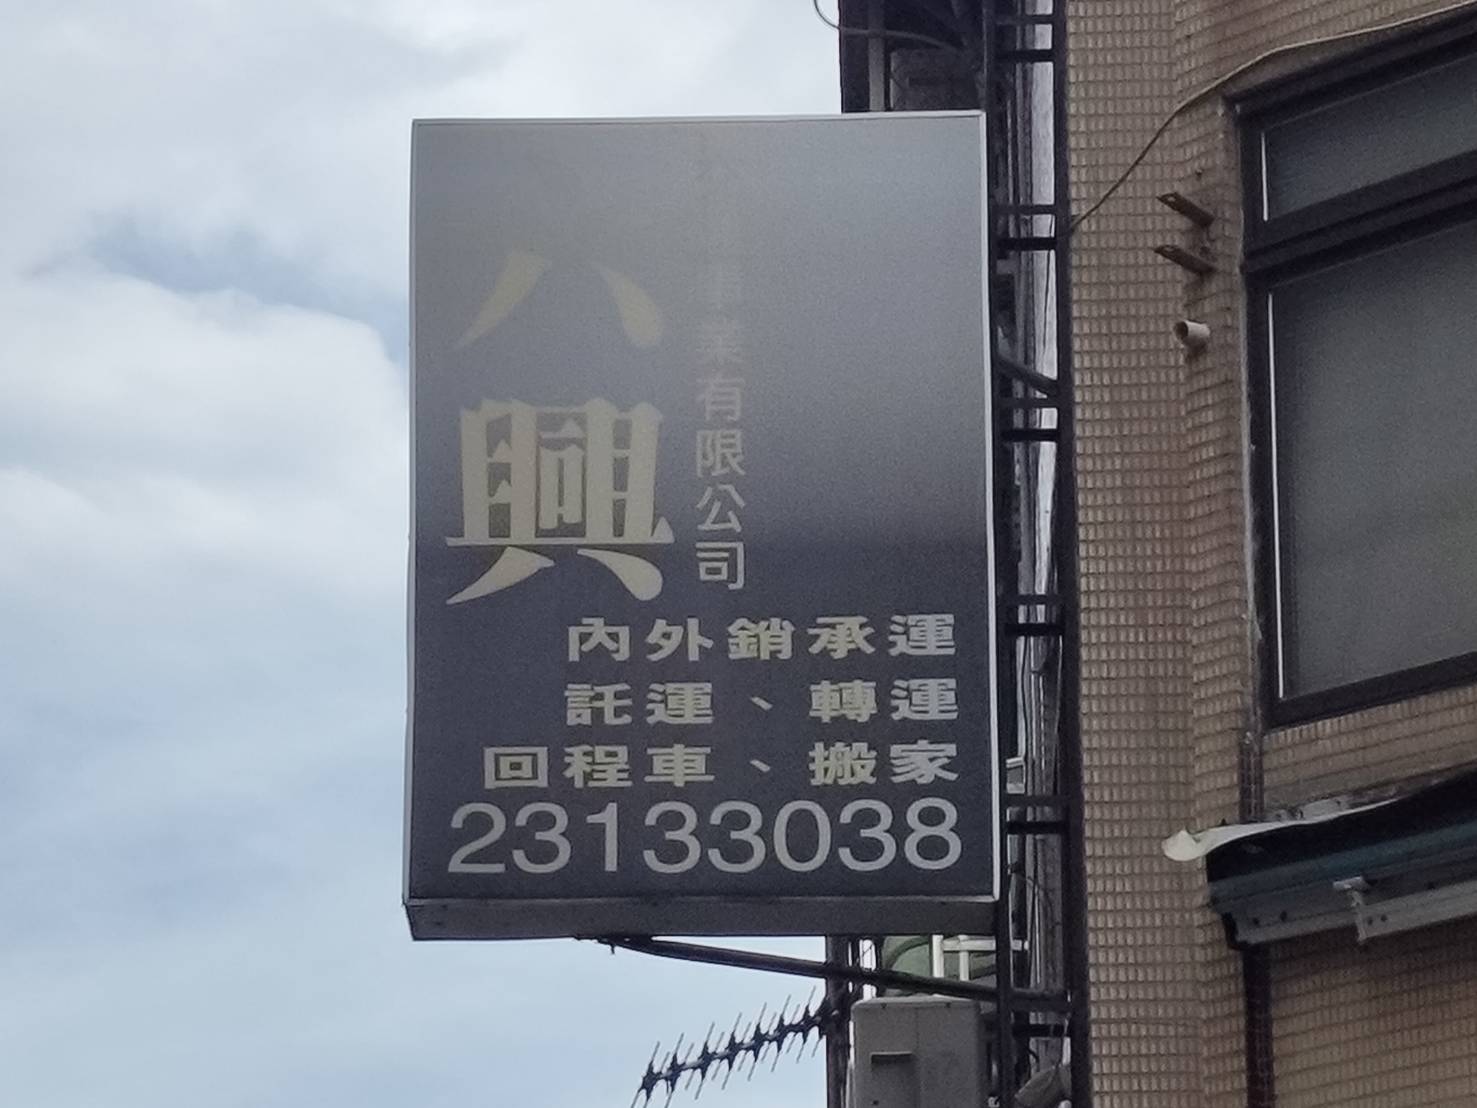 興
業有限公司
內外銷承運
託運、轉運
回程車、搬家
23133038